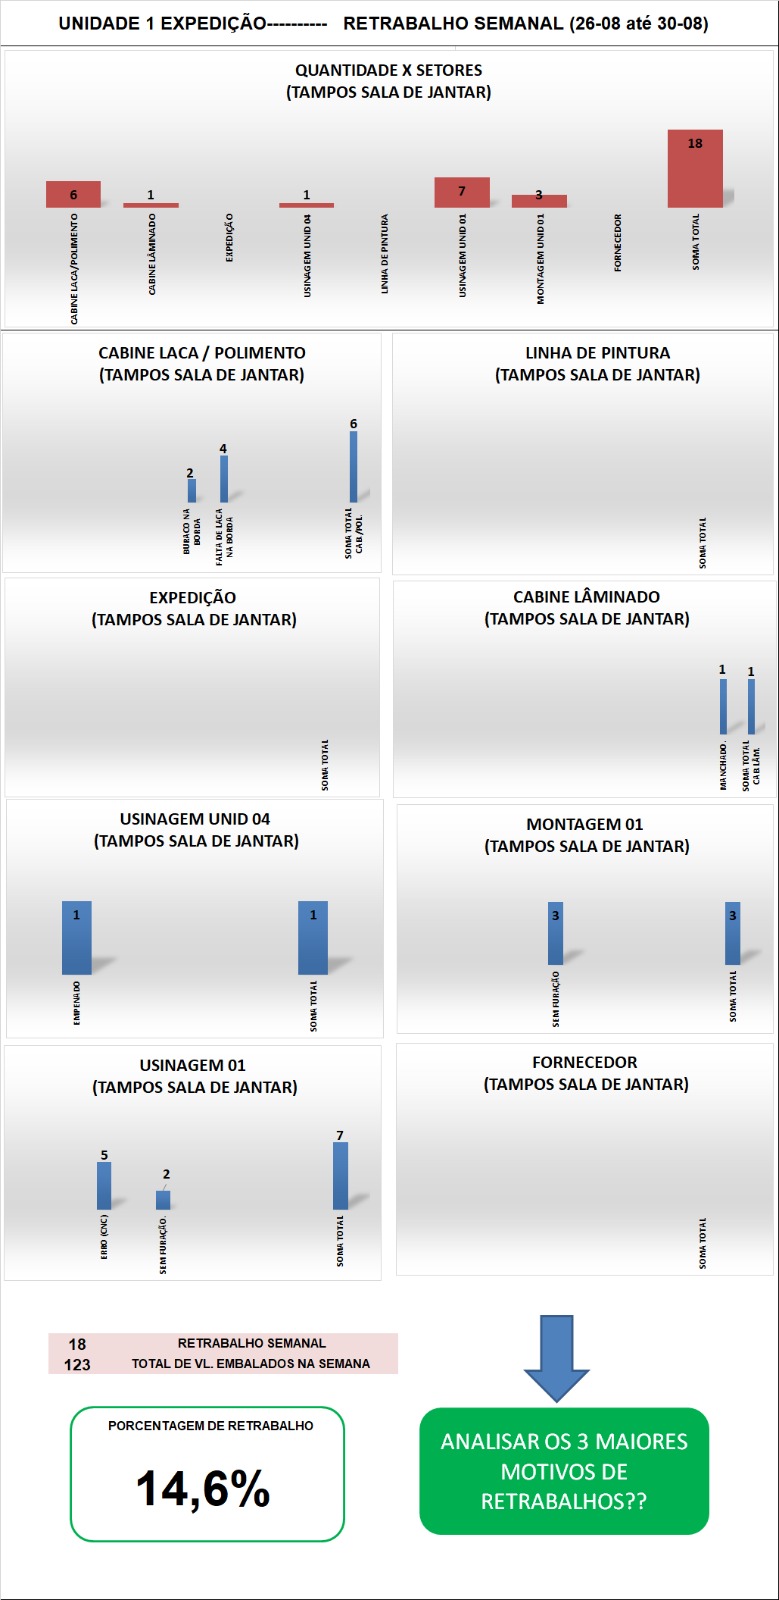 UNIDADE 1 EXPEDIÇÃO---------- RETRABALHO SEMANAL (26-08 até 30-08)
QUANTIDADE X SETORES
(TAMPOS SALA DE JANTAR)
6
1
1
7
3
18
CABINE LACA/POLIMENTO
CABINE LÂMINADO
EXPEDIÇÃO
USINAGEM UNID 04
LINHA DE PINTURA
USINAGEM UNID 01
MONTAGEM UNID 01
FORNECEDOR
SOMA TOTAL
CABINE LACA / POLIMENTO
(TAMPOS SALA DE JANTAR)
2
4
6
BURACO NA
BORDA
FALTA DE LACA
NA BORDA
SOMA TOTAL
CAB /POL.
LINHA DE PINTURA
(TAMPOS SALA DE JANTAR)
SOMA TOTAL
EXPEDIÇÃO
(TAMPOS SALA DE JANTAR)
SOMA TOTAL
CABINE LÂMINADO
(TAMPOS SALA DE JANTAR)
1
1
MANCHADO.
SOMA TOTAL
CAB LÂM.
USINAGEM UNID 04
(TAMPOS SALA DE JANTAR)
1
1
EMPENADO
SOMA TOTAL
MONTAGEM 01
(TAMPOS SALA DE JANTAR)
3
3
SEM FURAÇÃO
SOMA TOTAL
USINAGEM 01
(TAMPOS SALA DE JANTAR)
5
2
7
ERRO (CNC)
SEM FURAÇÃO.
SOMA TOTAL
FORNECEDOR
(TAMPOS SALA DE JANTAR)
SOMA TOTAL
18 RETRABALHO SEMANAL
123 TOTAL DE VL. EMBALADOS NA SEMANA
PORCENTAGEM DE RETRABALHO
14,6%
ANALISAR OS 3 MAIORES
MOTIVOS DE
RETRABALHOS??